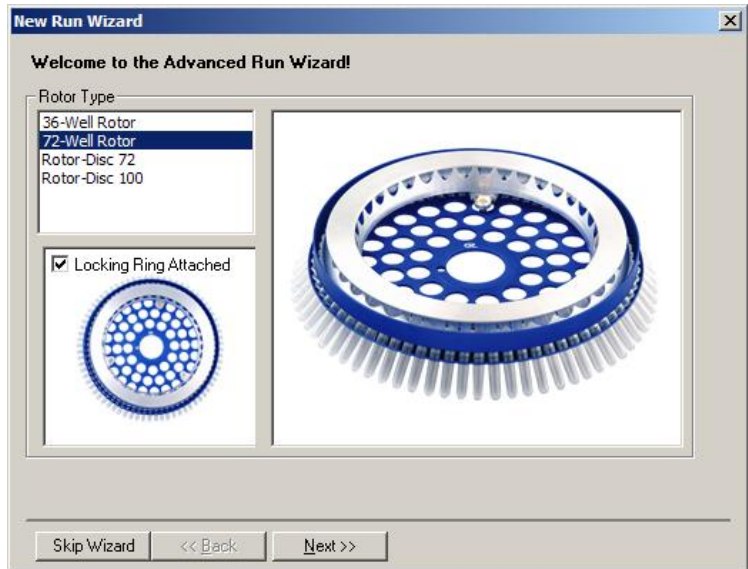 New Run Wizard
Welcome to the Advanced Run Wizard!
Rotor Type
36-Well Rotor
72-Well Rotor
Rotor-Disc 72
Rotor-Disc 100
Locking Ring Attached
Skip Wizard
<< Back
Next >>